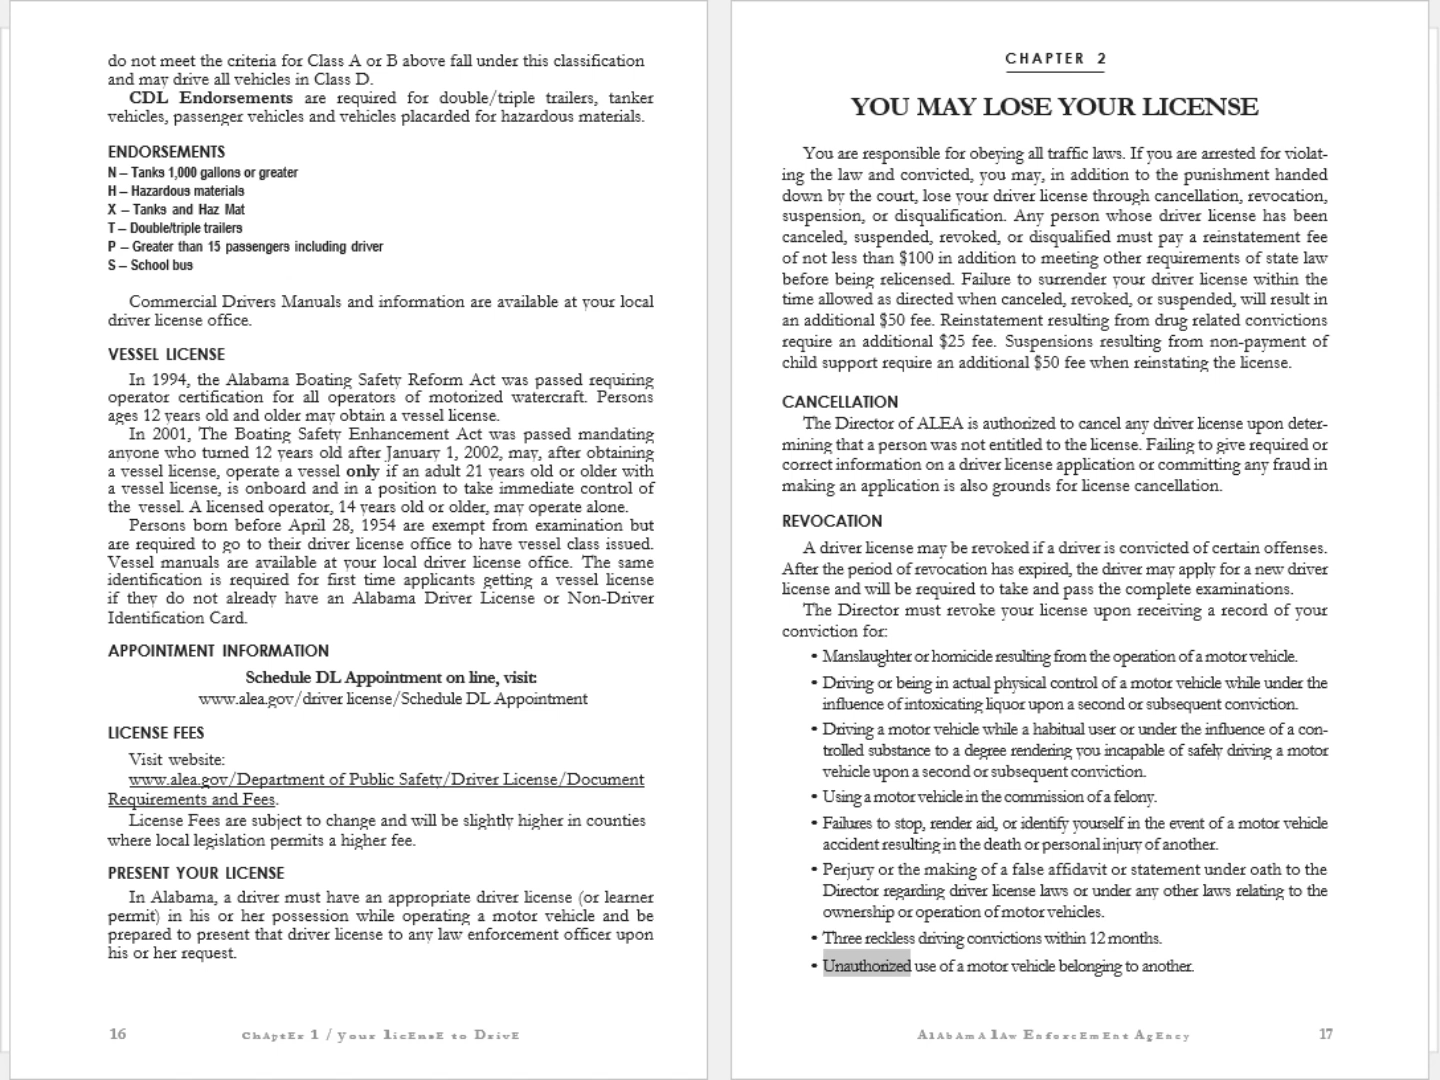 do not meet the criteria for Class A or B above fall under this classification
and may drive all vehicles in Class D.
CDL Endorsements are required for double/triple trailers, tanker
vehicles, passenger vehicles and vehicles placarded for hazardous materials.
ENDORSEMENTS
N – Tanks 1,000 gallons or greater
H – Hazardous materials
X – Tanks and Haz Mat
T – Double/triple trailers
P – Greater than 15 passengers including driver
S – School bus
Commercial Drivers Manuals and information are available at your local
driver license office.
VESSEL LICENSE
In 1994, the Alabama Boating Safety Reform Act was passed requiring
operator certification for all operators of motorized watercraft. Persons
ages 12 years old and older may obtain a vessel license.
In 2001, The Boating Safety Enhancement Act was passed mandating
anyone who turned 12 years old after January 1, 2002, may, after obtaining
a vessel license, operate a vessel only if an adult 21 years old or older with
a vessel license, is onboard and in a position to take immediate control of
the vessel. A licensed operator, 14 years old or older, may operate alone.
Persons born before April 28, 1954 are exempt from examination but
are required to go to their driver license office to have vessel class issued.
Vessel manuals are available at your local driver license office. The same
identification is required for first time applicants getting a vessel license
if they do not already have an Alabama Driver License or Non-Driver
Identification Card.
APPOINTMENT INFORMATION
Schedule DL Appointment on line, visit:
www.alea.gov/driver license/Schedule DL Appointment
LICENSE FEES
Visit website:
www.alea.gov/Department of Public Safety/Driver License/Document
Requirements and Fees.
License Fees are subject to change and will be slightly higher in counties
where local legislation permits a higher fee.
PRESENT YOUR LICENSE
In Alabama, a driver must have an appropriate driver license (or learner
permit) in his or her possession while operating a motor vehicle and be
prepared to present that driver license to any law enforcement officer upon
his or her request.
16 ChAptEr 1 / your licEnsE to DrivE
CHAPTER 2
YOU MAY LOSE YOUR LICENSE
You are responsible for obeying all traffic laws. If you are arrested for violat-
ing the law and convicted, you may, in addition to the punishment handed
down by the court, lose your driver license through cancellation, revocation,
suspension, or disqualification. Any person whose driver license has been
canceled, suspended, revoked, or disqualified must pay a reinstatement fee
of not less than $100 in addition to meeting other requirements of state law
before being relicensed. Failure to surrender your driver license within the
time allowed as directed when canceled, revoked, or suspended, will result in
an additional $50 fee. Reinstatement resulting from drug related convictions
require an additional $25 fee. Suspensions resulting from non-payment of
child support require an additional $50 fee when reinstating the license.
CANCELLATION
The Director of ALEA is authorized to cancel any driver license upon deter-
mining that a person was not entitled to the license. Failing to give required or
correct information on a driver license application or committing any fraud in
making an application is also grounds for license cancellation.
REVOCATION
A driver license may be revoked if a driver is convicted of certain offenses.
After the period of revocation has expired, the driver may apply for a new driver
license and will be required to take and pass the complete examinations.
The Director must revoke your license upon receiving a record of your
conviction for:
• Manslaughter or homicide resulting from the operation of a motor vehicle.
• Driving or being in actual physical control of a motor vehicle while under the
influence of intoxicating liquor upon a second or subsequent conviction.
• Driving a motor vehicle while a habitual user or under the influence of a con-
trolled substance to a degree rendering you incapable of safely driving a motor
vehicle upon a second or subsequent conviction.
• Using a motor vehicle in the commission of a felony.
• Failures to stop, render aid, or identify yourself in the event of a motor vehicle
accident resulting in the death or personal injury of another.
• Perjury or the making of a false affidavit or statement under oath to the
Director regarding driver license laws or under any other laws relating to the
ownership or operation of motor vehicles.
• Three reckless driving convictions within 12 months.
• Unauthorized use of a motor vehicle belonging to another.
AlAbAmA lAw EnforcEmEnt AgEncy 17